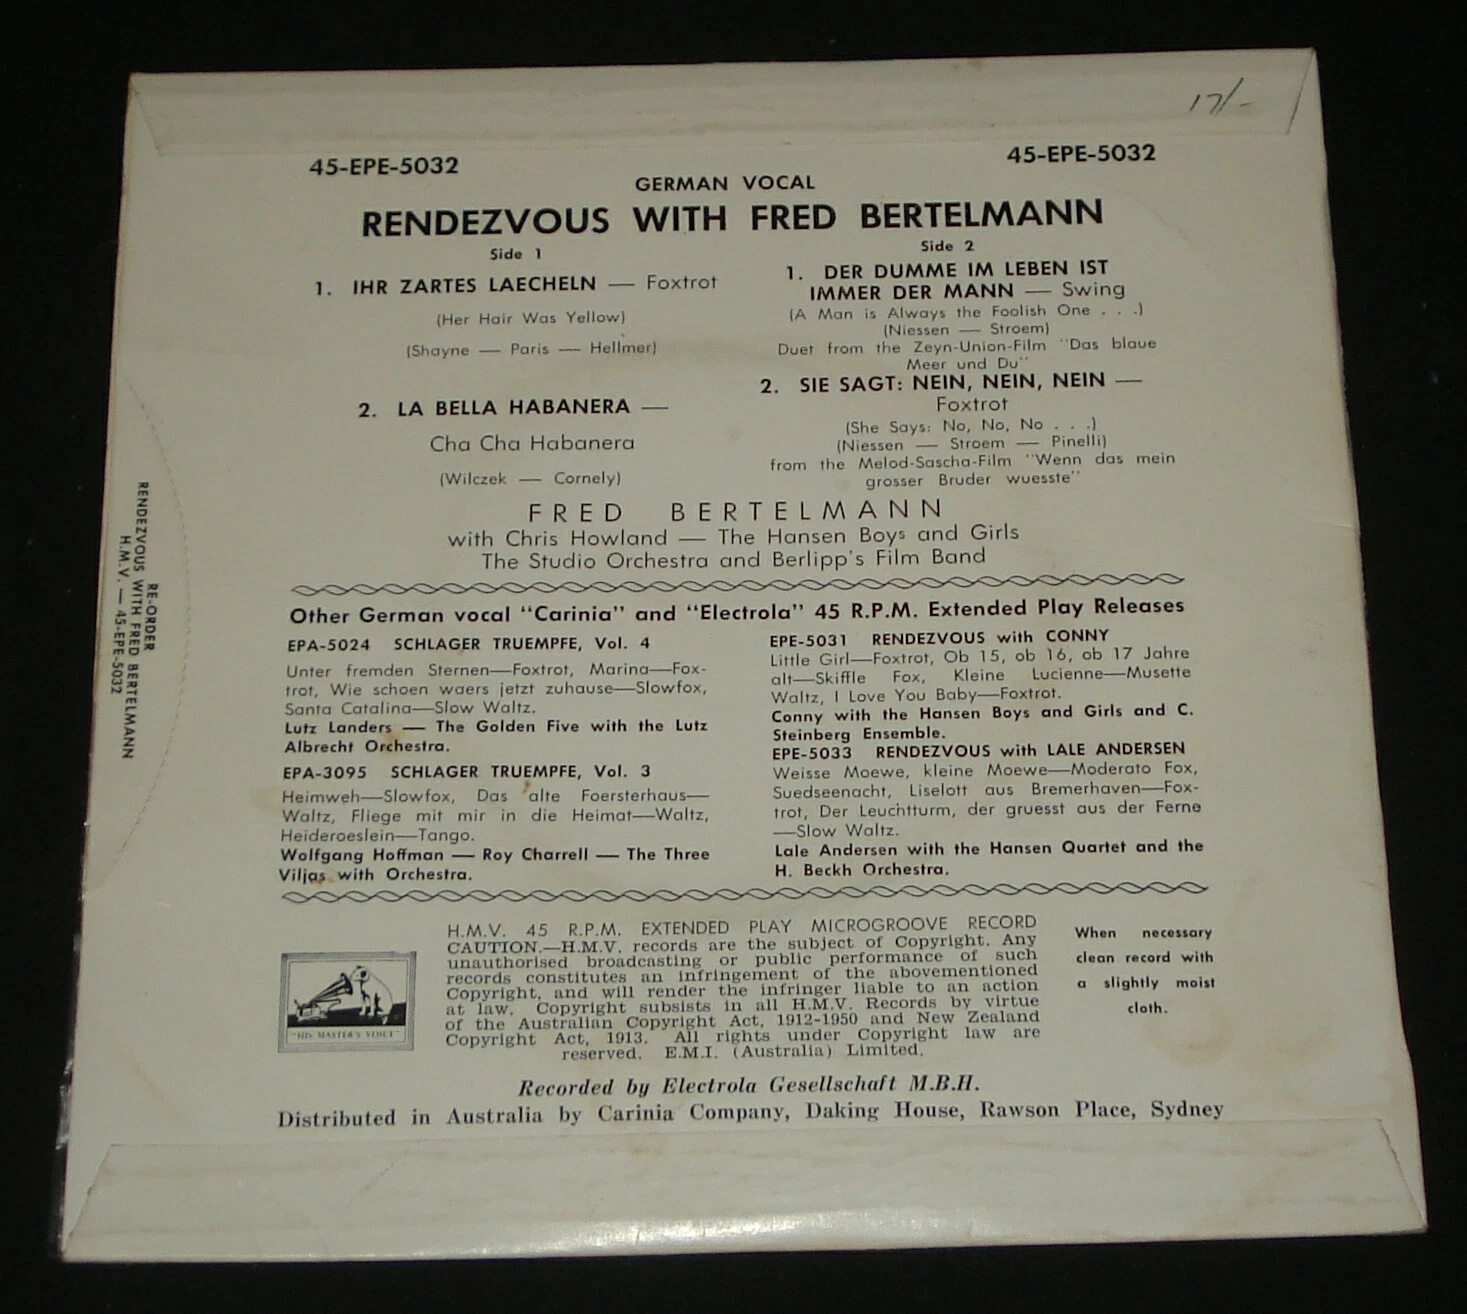 17/-
45-EPE-5032 45-EPE-5032
GERMAN VOCAL
RENDEZVOUS WITH FRED BERTELMANN
Side 1
1. IHR ZARTES LAECHELN — Foxtrot
(Her Hair Was Yellow)
(Shayne — Paris — Hellmer)
2. LA BELLA HABANERA —
Cha Cha Habanera
(Wilczek — Cornely)
Side 2
1. DER DUMME IM LEBEN IST
IMMER DER MANN — Swing
(A Man is Always the Foolish One . . .)
(Niessen — Stroem)
Duet from the Zeyn-Union-Film "Das blaue
Meer und Du"
2. SIE SAGT: NEIN, NEIN, NEIN —
Foxtrot
(She Says: No, No, No . . .)
(Niessen — Stroem — Pinelli)
from the Melod-Sascha-Film "Wenn das mein
grosser Bruder wuesste"
FRED BERTELMANN
with Chris Howland — The Hansen Boys and Girls
The Studio Orchestra and Berlipp's Film Band
Other German vocal "Carinia" and "Electrola" 45 R.P.M. Extended Play Releases
EPA-5024 SCHLAGER TRUEMPFE, Vol. 4
Unter fremden Sternen—Foxtrot, Marina—Fox-
trot, Wie schoen waers jetzt zuhause—Slowfox,
Santa Catalina—Slow Waltz.
Lutz Landers — The Golden Five with the Lutz
Albrecht Orchestra.
EPA-3095 SCHLAGER TRUEMPFE, Vol. 3
Heimweh—Slowfox, Das alte Foersterhaus—
Waltz, Fliege mit mir in die Heimat—Waltz,
Heideroeslein—Tango.
Wolfgang Hoffman — Roy Charrell — The Three
Viljas with Orchestra.
EPE-5031 RENDEZVOUS with CONNY
Little Girl—Foxtrot, Ob 15, ob 16, ob 17 Jahre
alt—Skiffle Fox, Kleine Lucienne—Musette
Waltz, I Love You Baby—Foxtrot.
Conny with the Hansen Boys and Girls and C.
Steinberg Ensemble.
EPE-5033 RENDEZVOUS with LALE ANDERSEN
Weisse Moewe, kleine Moewe—Moderato Fox,
Suedseenacht, Liselott aus Bremerhaven—Fox-
trot, Der Leuchtturm, der gruesst aus der Ferne
—Slow Waltz.
Lale Andersen with the Hansen Quartet and the
H. Beckh Orchestra.
H.M.V. 45 R.P.M. EXTENDED PLAY MICROGROOVE RECORD
CAUTION.—H.M.V. records are the subject of Copyright. Any
unauthorised broadcasting or public performance of such
records constitutes an infringement of the abovementioned
Copyright, and will render the infringer liable to an action
at law. Copyright subsists in all H.M.V. Records by virtue
of the Australian Copyright Act, 1912-1950 and New Zealand
Copyright Act, 1913. All rights under Copyright law are
reserved. E.M.I. (Australia) Limited.
When necessary
clean record with
a slightly moist
cloth.
"HIS MASTER'S VOICE"
Recorded by Electrola Gesellschaft M.B.H.
Distributed in Australia by Carinia Company, Daking House, Rawson Place, Sydney
RE-ORDER
RENDEZVOUS WITH FRED BERTELMANN
H.M.V. — 45-EPE-5032